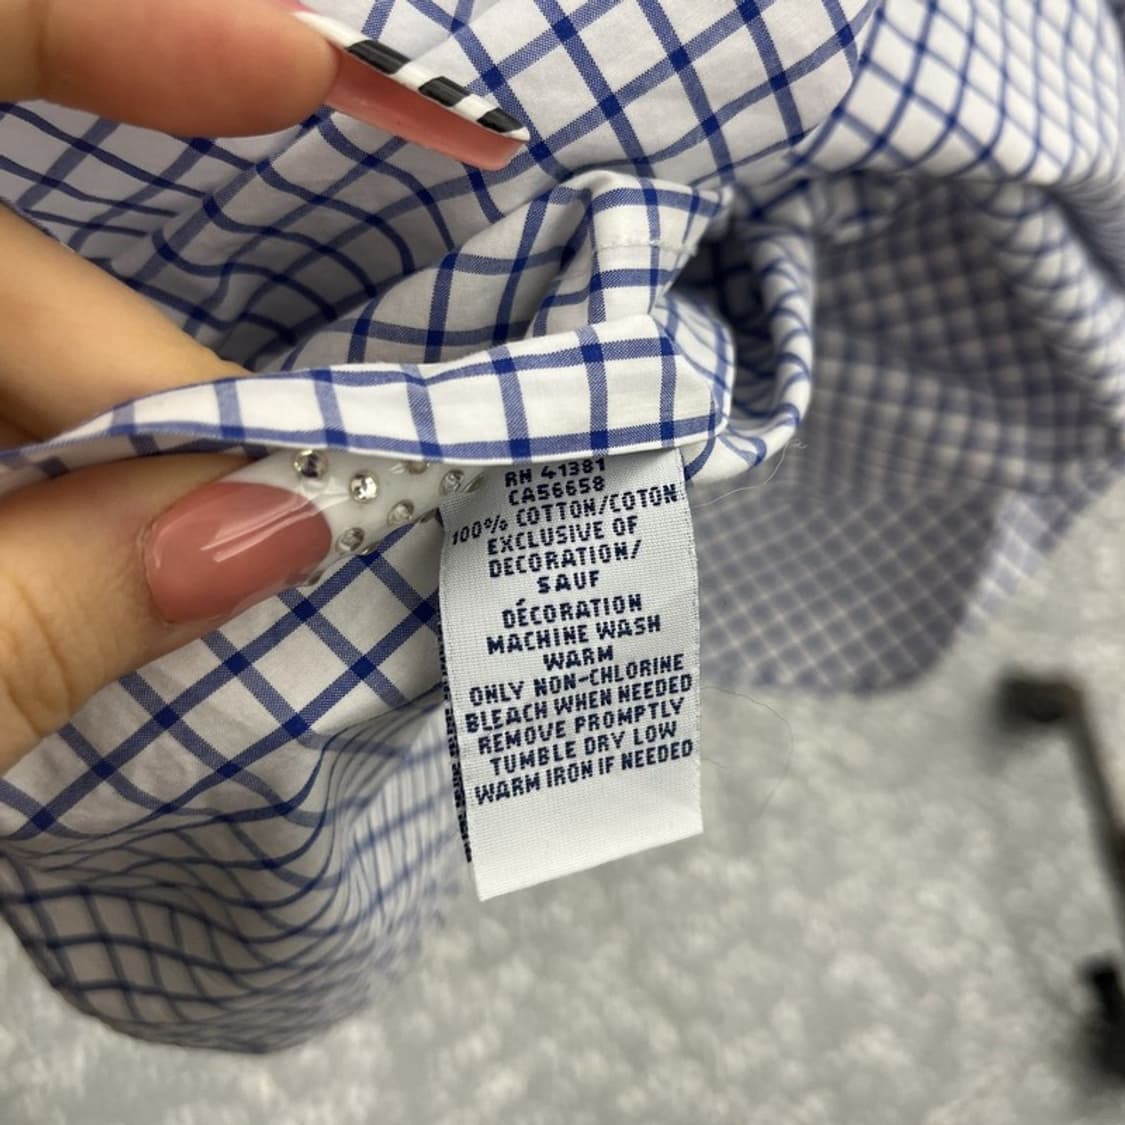 RN 41381
CA56658
100% COTTON/COTON
EXCLUSIVE OF
DECORATION/
SAUF
DÉCORATION
MACHINE WASH
WARM
ONLY NON-CHLORINE
BLEACH WHEN NEEDED
REMOVE PROMPTLY
TUMBLE DRY LOW
WARM IRON IF NEEDED